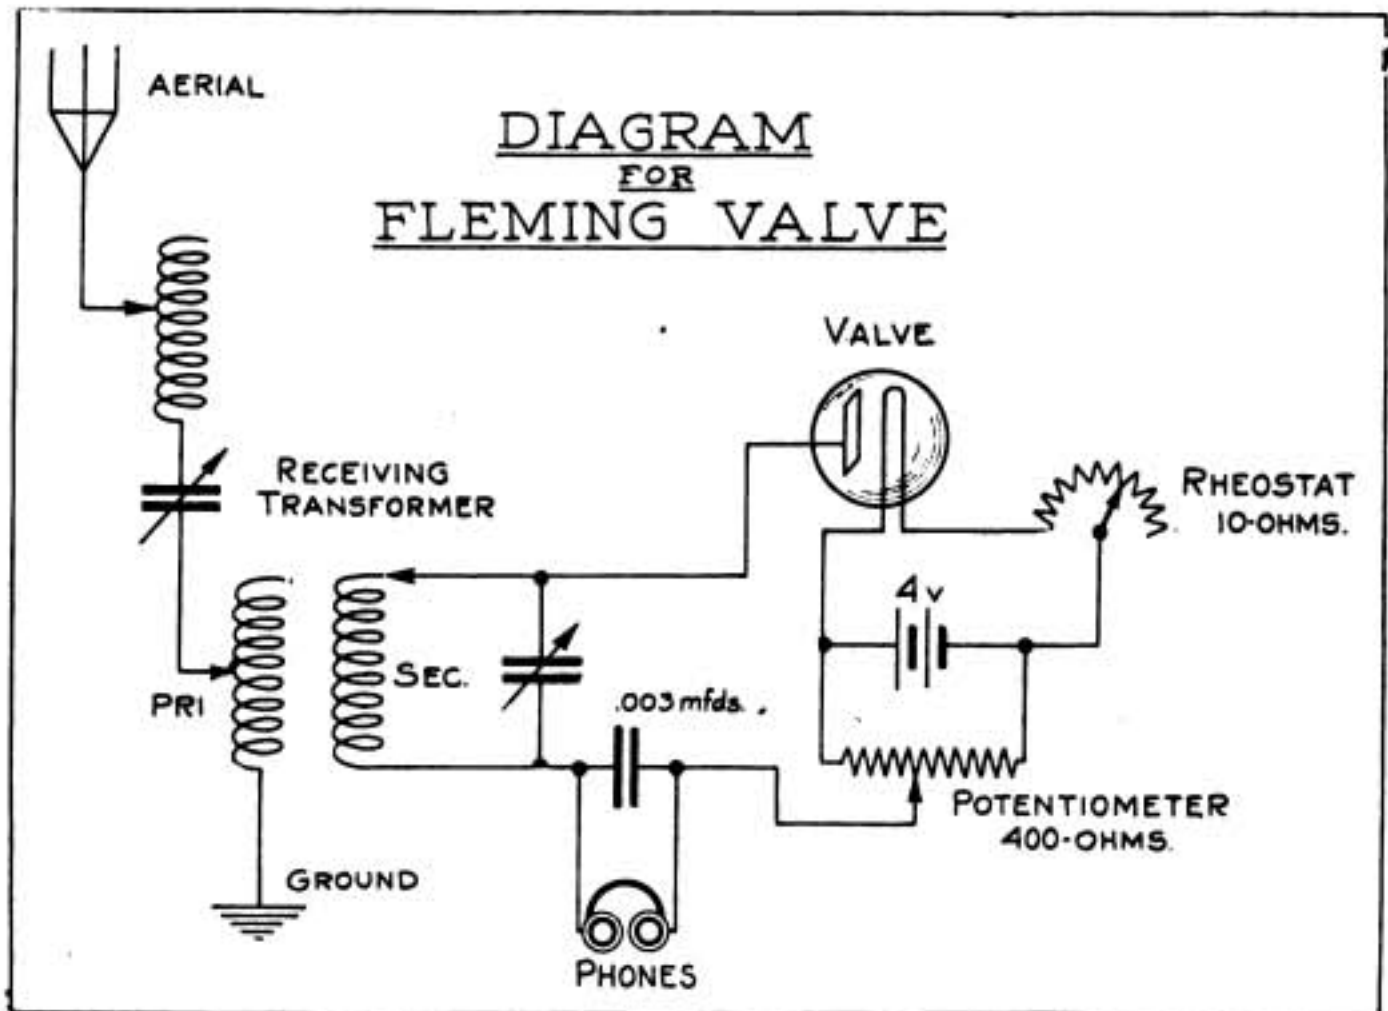 AERIAL
DIAGRAM
FOR
FLEMING VALVE
VALVE
RECEIVING
TRANSFORMER
RHEOSTAT
10-OHMS.
4 v
SEC.
PRI
.003 mfds.
POTENTIOMETER
400-OHMS.
GROUND
PHONES